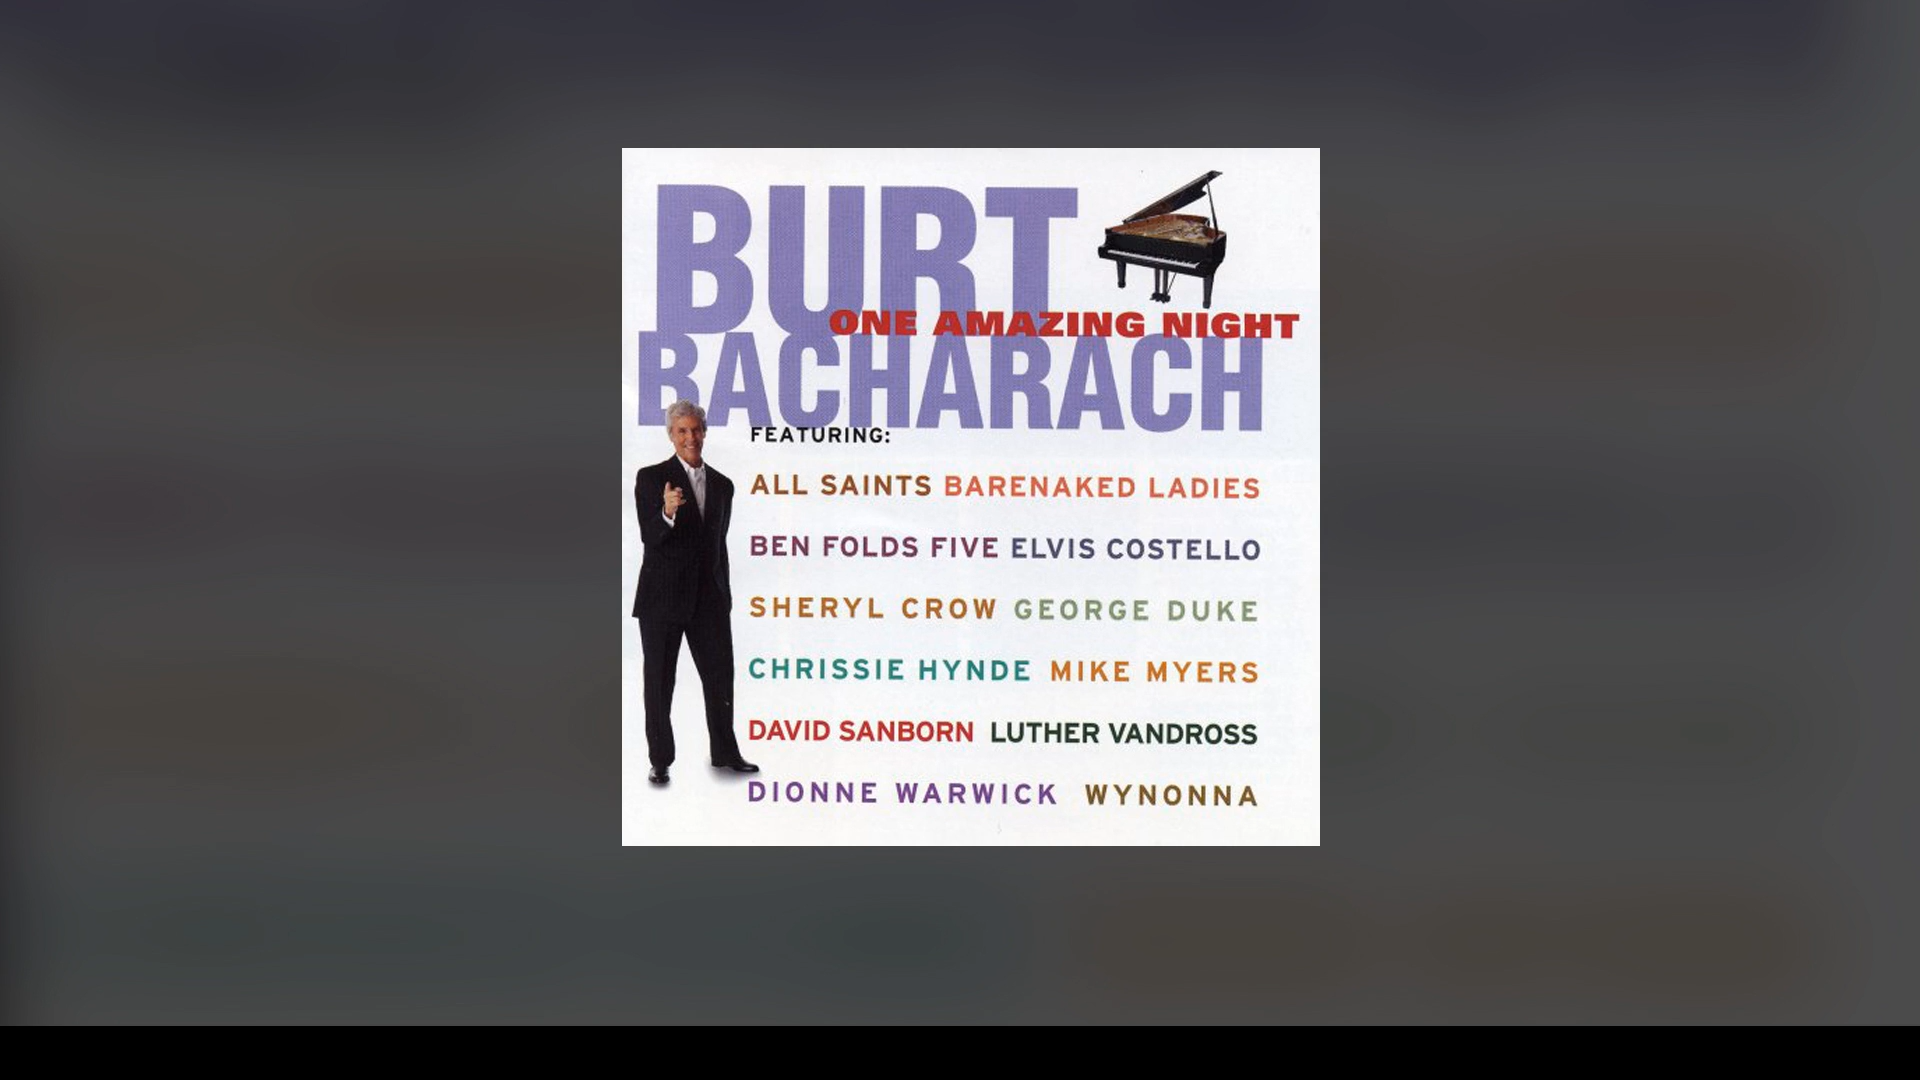 BURT
ONE AMAZING NIGHT
BACHARACH
FEATURING:
ALL SAINTS BARENAKED LADIES
BEN FOLDS FIVE ELVIS COSTELLO
SHERYL CROW GEORGE DUKE
CHRISSIE HYNDE MIKE MYERS
DAVID SANBORN LUTHER VANDROSS
DIONNE WARWICK WYNONNA